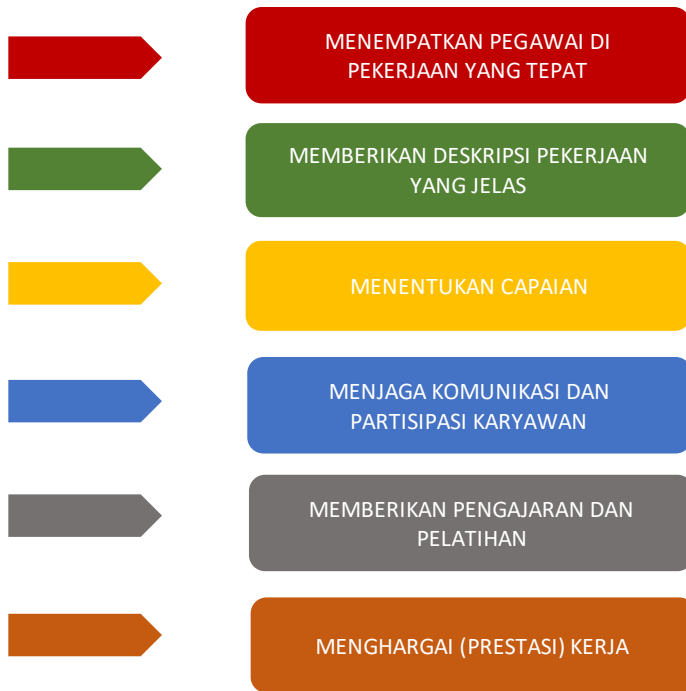 MENEMPATKAN PEGAWAI DI
PEKERJAAN YANG TEPAT
MEMBERIKAN DESKRIPSI PEKERJAAN
YANG JELAS
MENENTUKAN CAPAIAN
MENJAGA KOMUNIKASI DAN
PARTISIPASI KARYAWAN
MEMBERIKAN PENGAJARAN DAN
PELATIHAN
MENGHARGAI (PRESTASI) KERJA